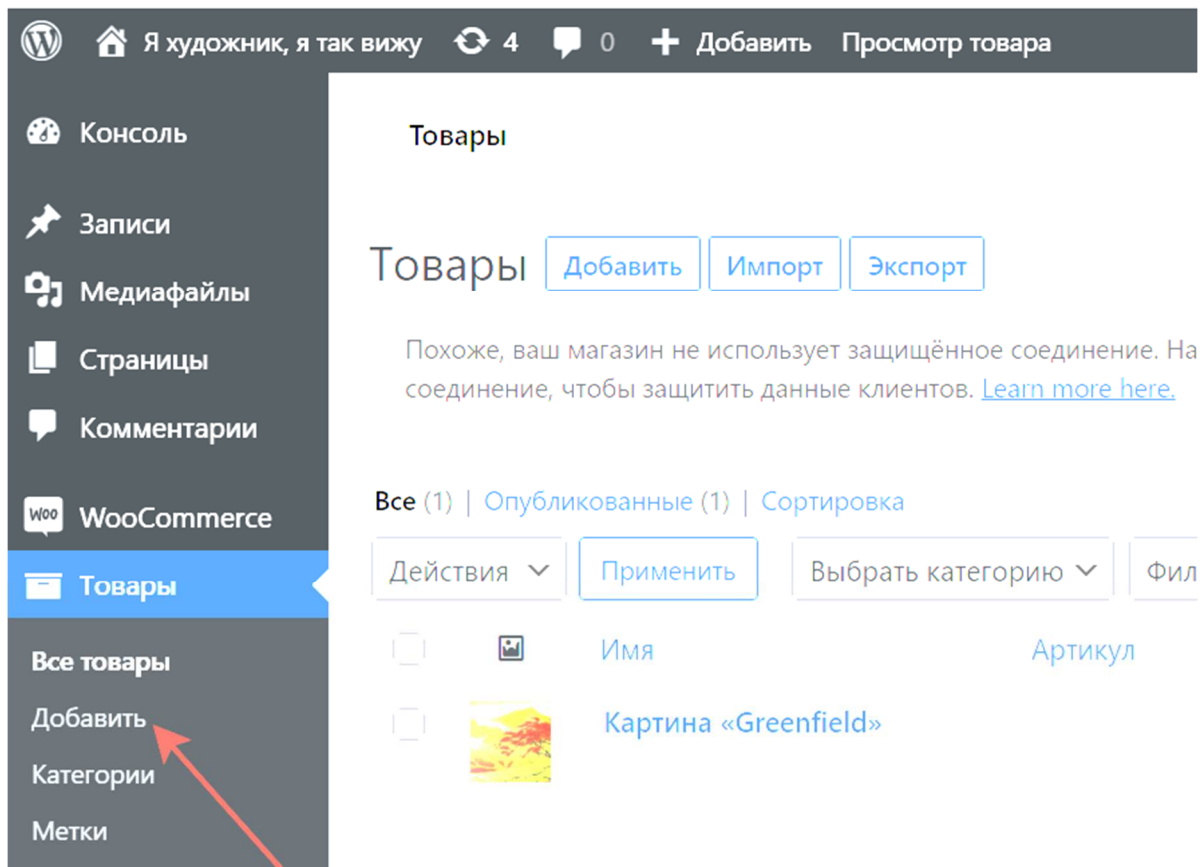 Я художник, я так вижу 4 0 Добавить Просмотр товара
Консоль
Записи
Медиафайлы
Страницы
Комментарии
woo WooCommerce
Товары
Все товары
Добавить
Категории
Метки
Товары
Товары Добавить Импорт Экспорт
Похоже, ваш магазин не использует защищённое соединение. На
соединение, чтобы защитить данные клиентов. Learn more here.
Все (1) | Опубликованные (1) | Сортировка
Действия Применить Выбрать категорию Фил
Имя Артикул
Картина «Greenfield»